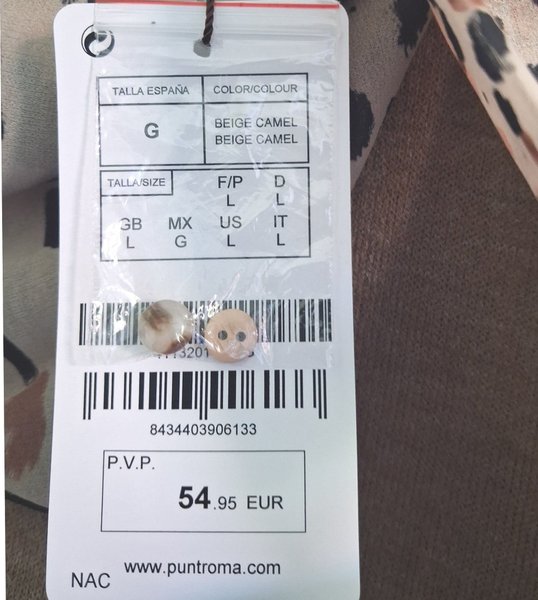 TALLA ESPAÑA COLOR/COLOUR
G
BEIGE CAMEL
BEIGE CAMEL
TALLA/SIZE F/P D
L L
GB MX US IT
L G L L
8434403906133
P.V.P.
54.95 EUR
www.puntroma.com
NAC